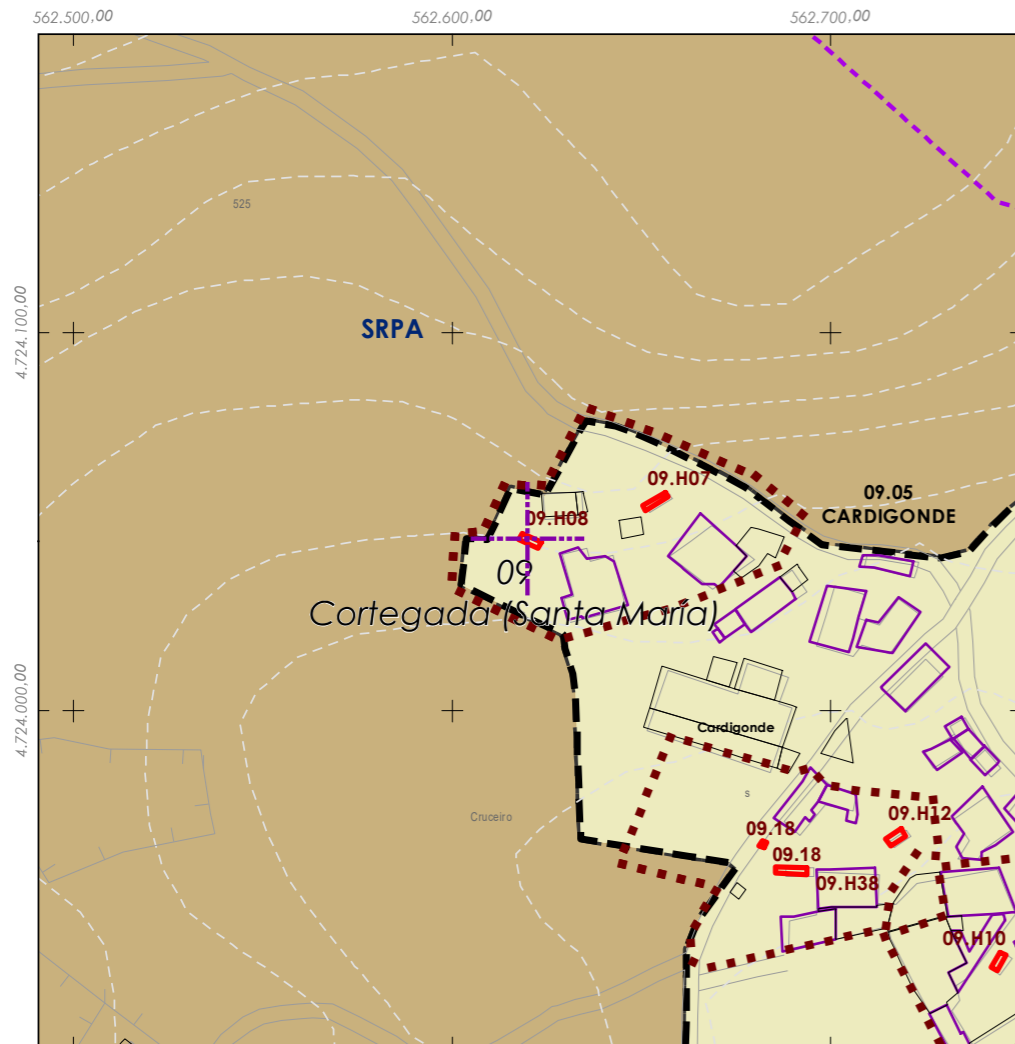 562.500,00
562.600,00
562.700,00
525
4.724.100,00
SRPA
09.H07
09.05
CARDIGONDE
09.H08
09
Cortegada (Santa María)
4.724.000,00
Cardigonde
s
Cruceiro
09.H12
09.18
09.18
09.H38
09.H10